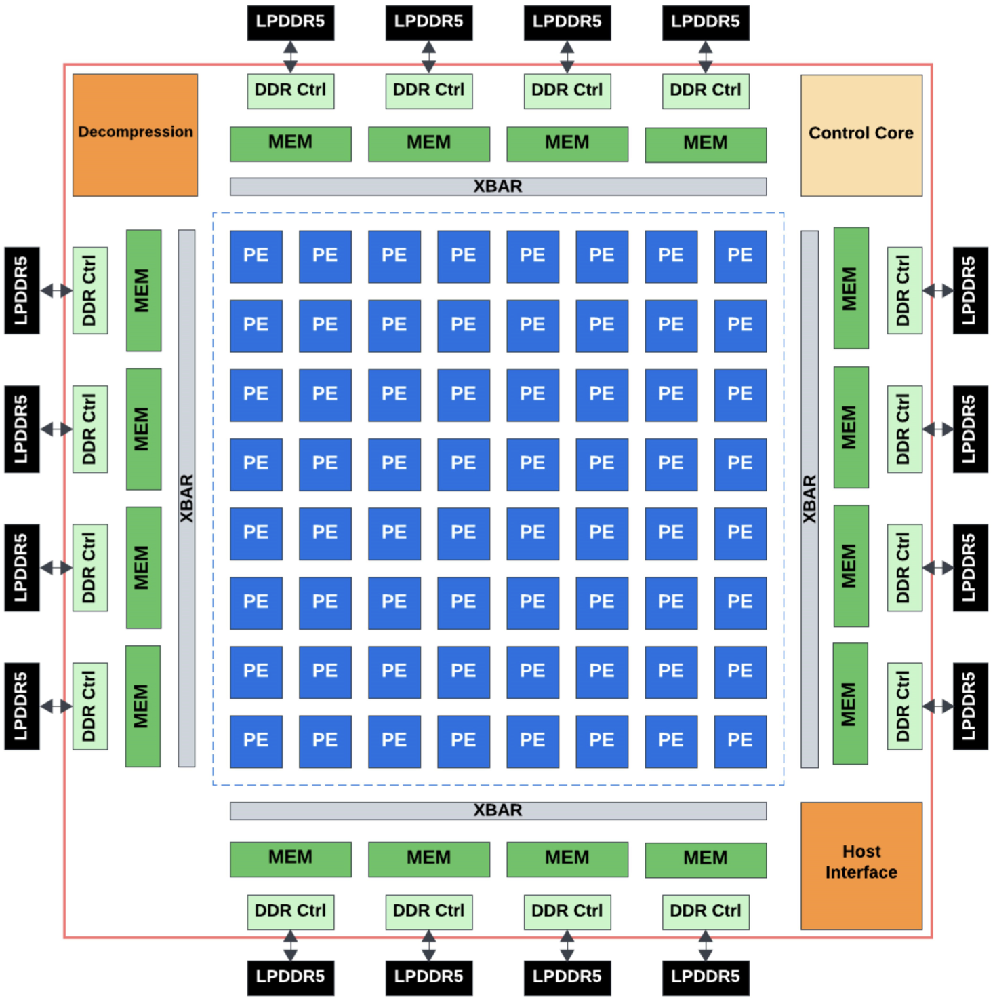 LPDDR5 LPDDR5 LPDDR5 LPDDR5
DDR Ctrl DDR Ctrl DDR Ctrl DDR Ctrl
Decompression
Control Core
MEM MEM MEM MEM
XBAR
LPDDR5 DDR Ctrl MEM
LPDDR5 DDR Ctrl MEM
LPDDR5 DDR Ctrl MEM
LPDDR5 DDR Ctrl MEM
XBAR
PE PE PE PE PE PE PE PE
PE PE PE PE PE PE PE PE
PE PE PE PE PE PE PE PE
PE PE PE PE PE PE PE PE
PE PE PE PE PE PE PE PE
PE PE PE PE PE PE PE PE
PE PE PE PE PE PE PE PE
PE PE PE PE PE PE PE PE
XBAR
MEM DDR Ctrl LPDDR5
MEM DDR Ctrl LPDDR5
MEM DDR Ctrl LPDDR5
MEM DDR Ctrl LPDDR5
XBAR
MEM MEM MEM MEM
Host
Interface
DDR Ctrl DDR Ctrl DDR Ctrl DDR Ctrl
LPDDR5 LPDDR5 LPDDR5 LPDDR5